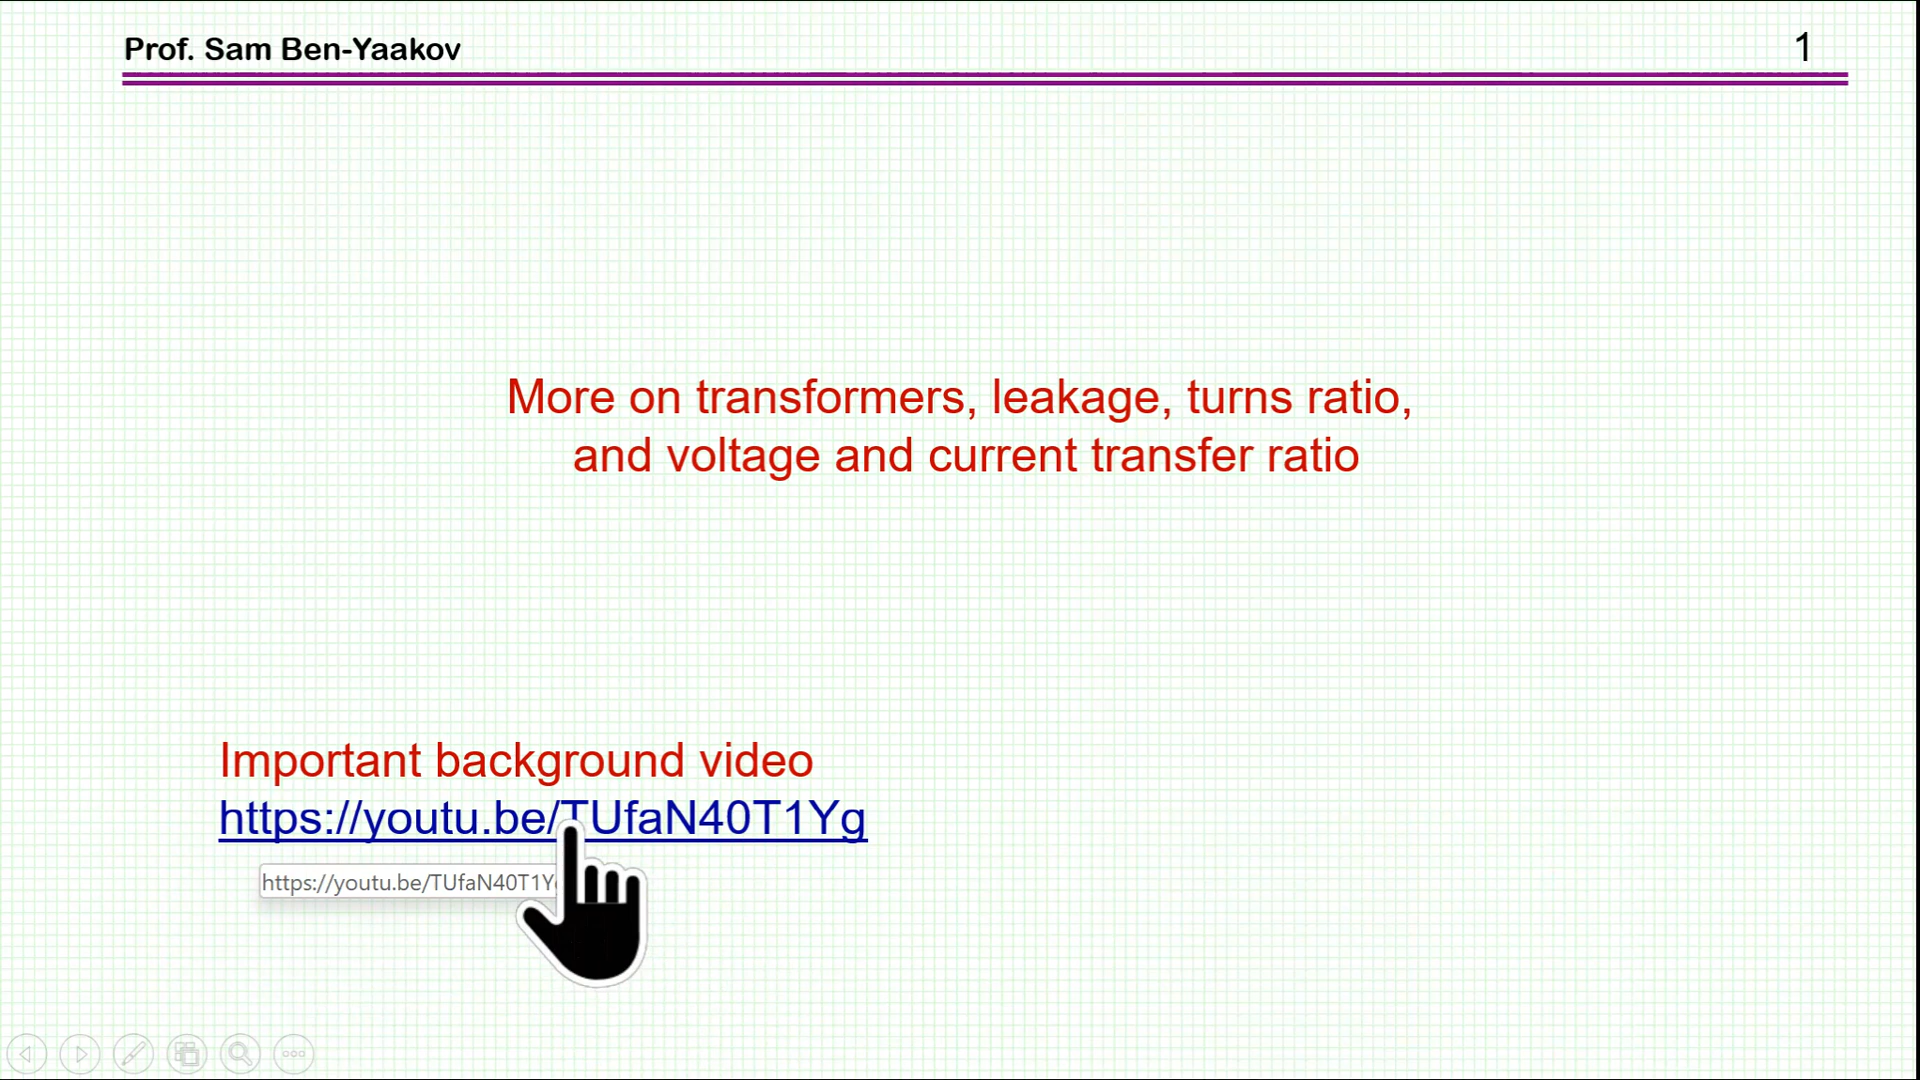 Prof. Sam Ben-Yaakov
1
More on transformers, leakage, turns ratio,
and voltage and current transfer ratio
Important background video
https://youtu.be/TUfaN40T1Yg
https://youtu.be/TUfaN40T1Y